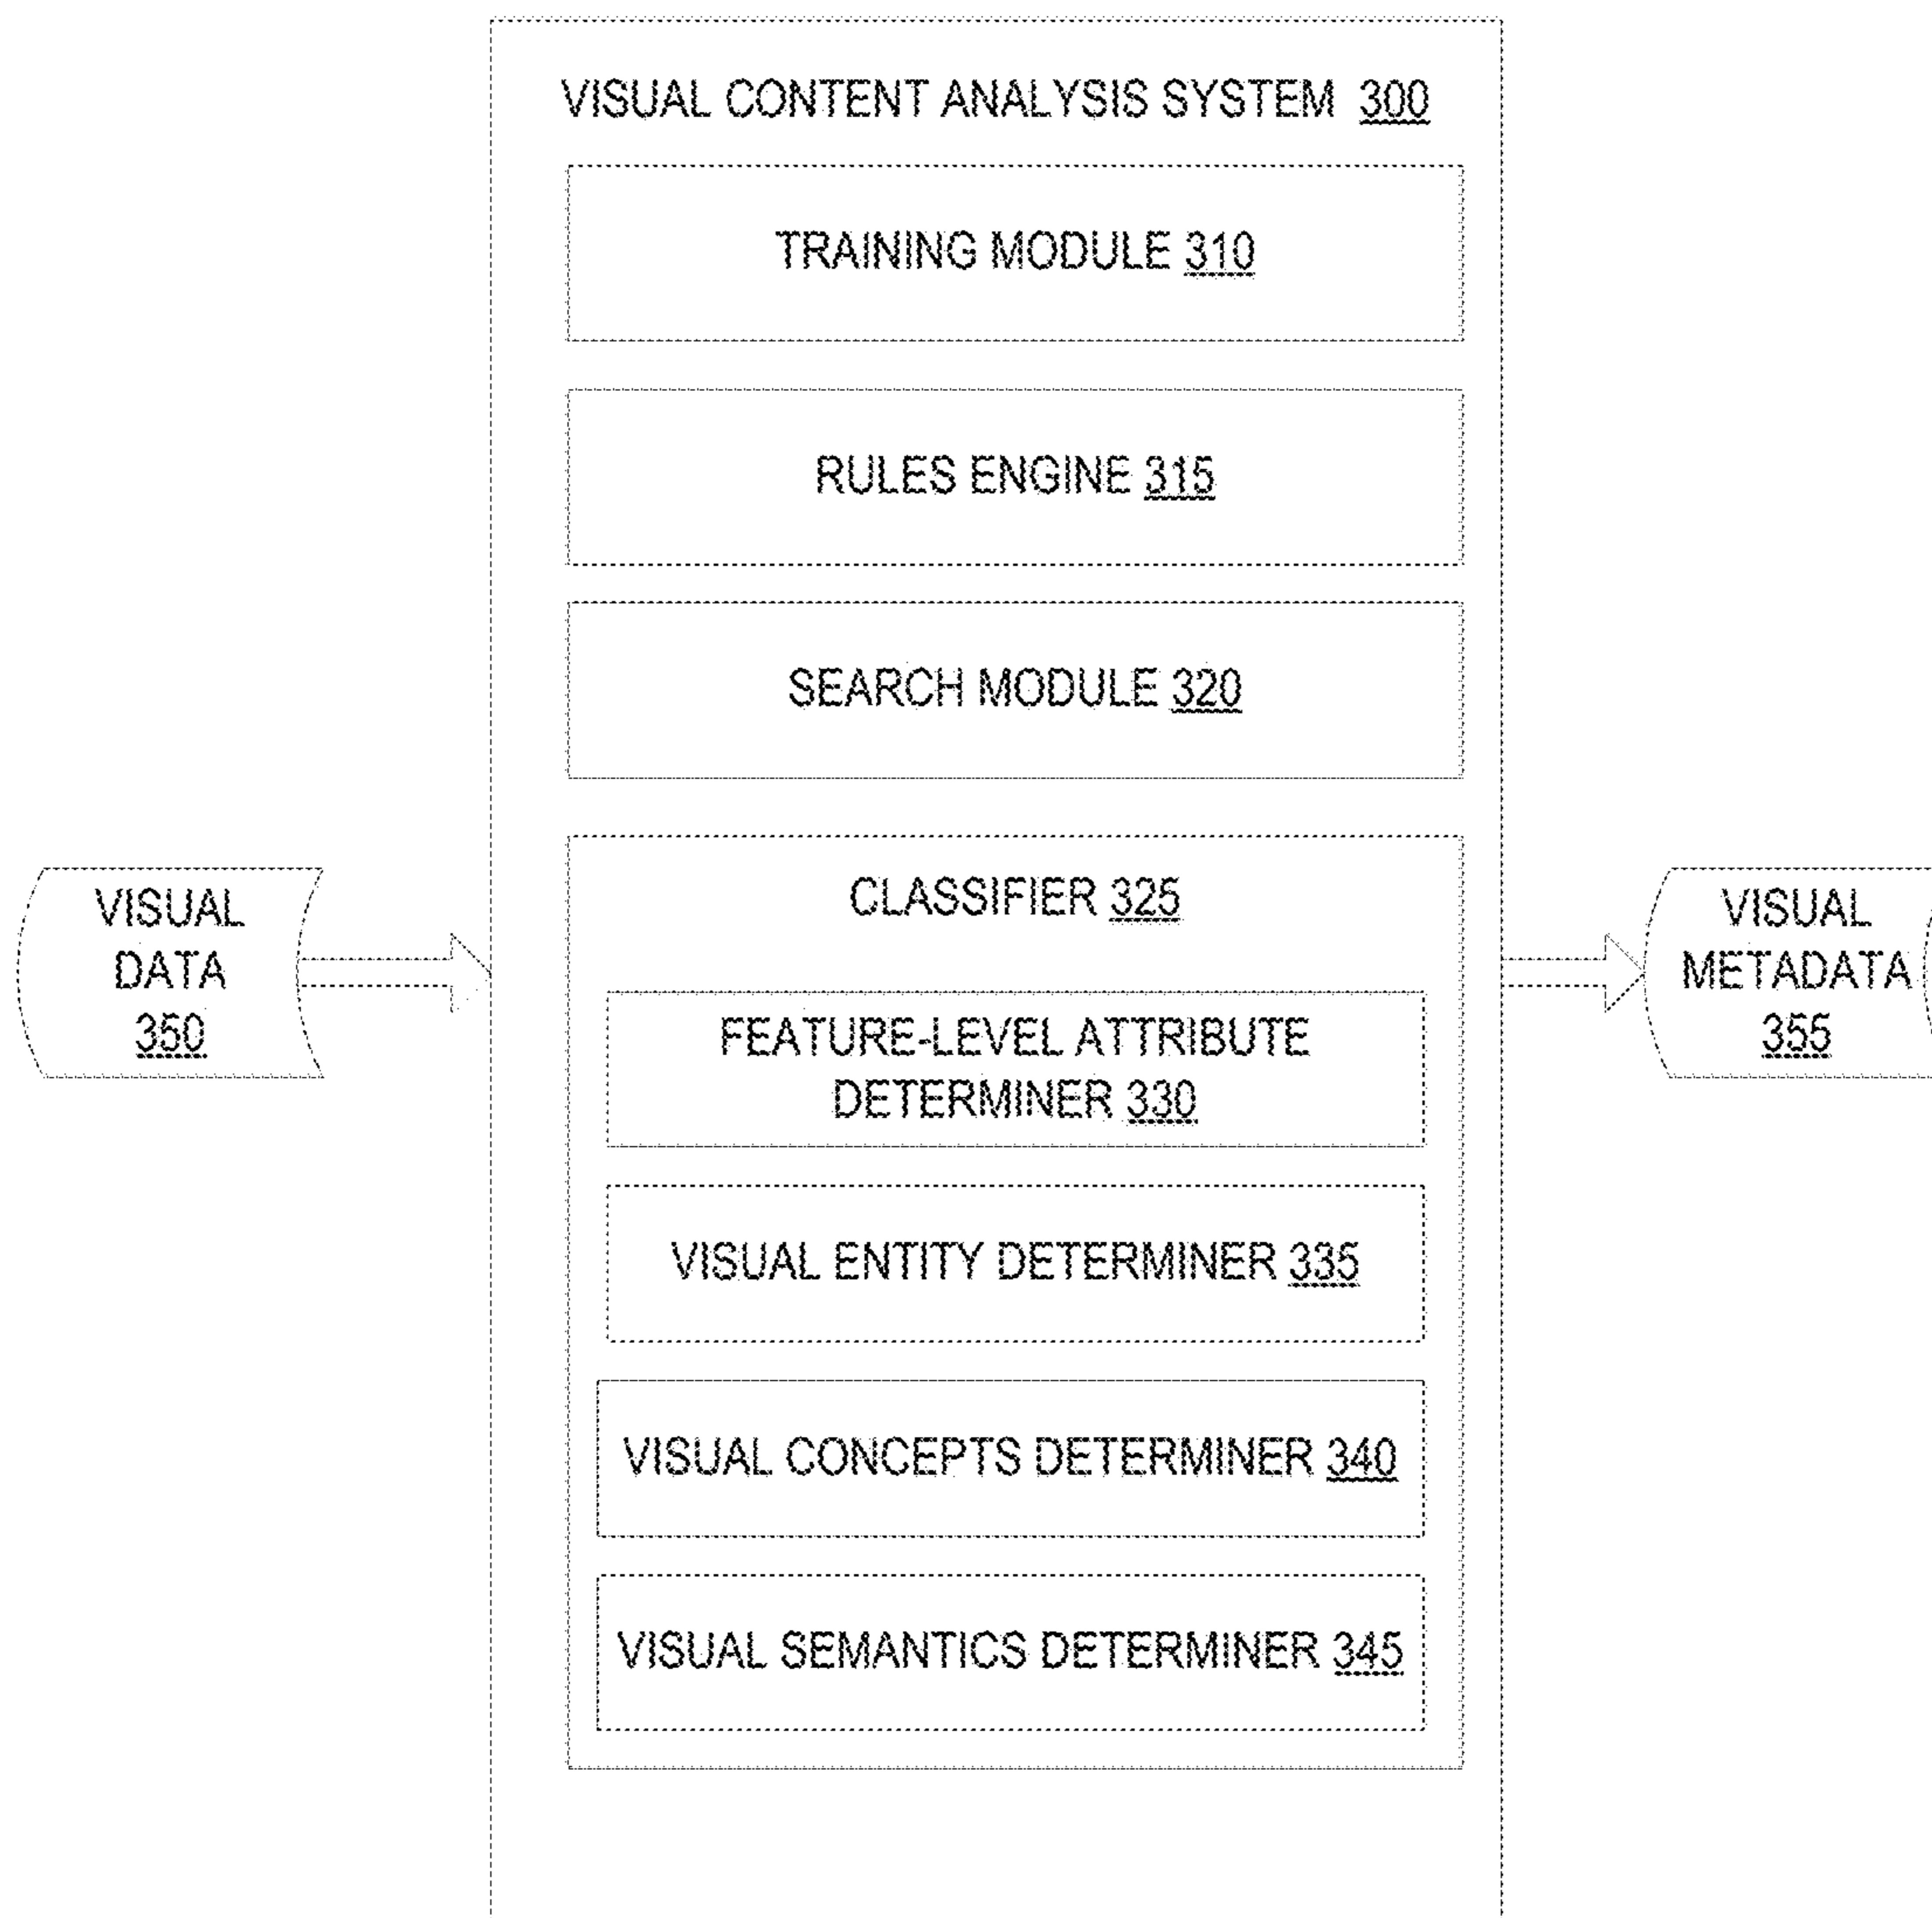 VISUAL CONTENT ANALYSIS SYSTEM 300
TRAINING MODULE 310
RULES ENGINE 315
SEARCH MODULE 320
CLASSIFIER 325
FEATURE-LEVEL ATTRIBUTE
DETERMINER 330
VISUAL ENTITY DETERMINER 335
VISUAL CONCEPTS DETERMINER 340
VISUAL SEMANTICS DETERMINER 345
VISUAL
DATA
350
VISUAL
METADATA
355